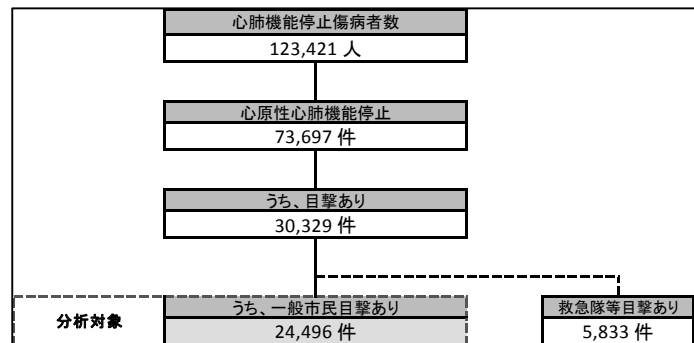 心肺機能停止傷病者数
123,421 人
心原性心肺機能停止
73,697 件
うち、目撃あり
30,329 件
分析対象
うち、一般市民目撃あり
24,496 件
救急隊等目撃あり
5,833 件